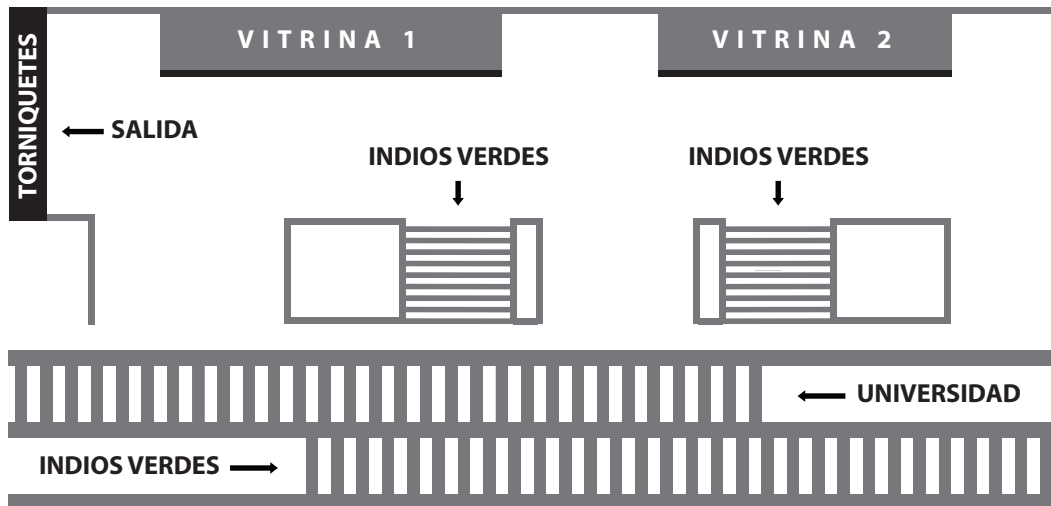 VITRINA 1
VITRINA 2
TORNIQUETES
SALIDA
INDIOS VERDES
INDIOS VERDES
UNIVERSIDAD
INDIOS VERDES